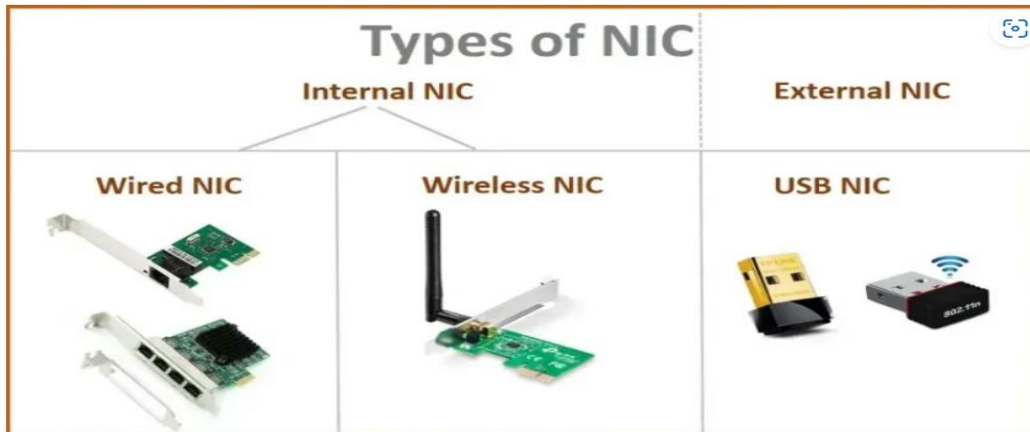 Types of NIC
Internal NIC
External NIC
Wired NIC
Wireless NIC
USB NIC
802.11n